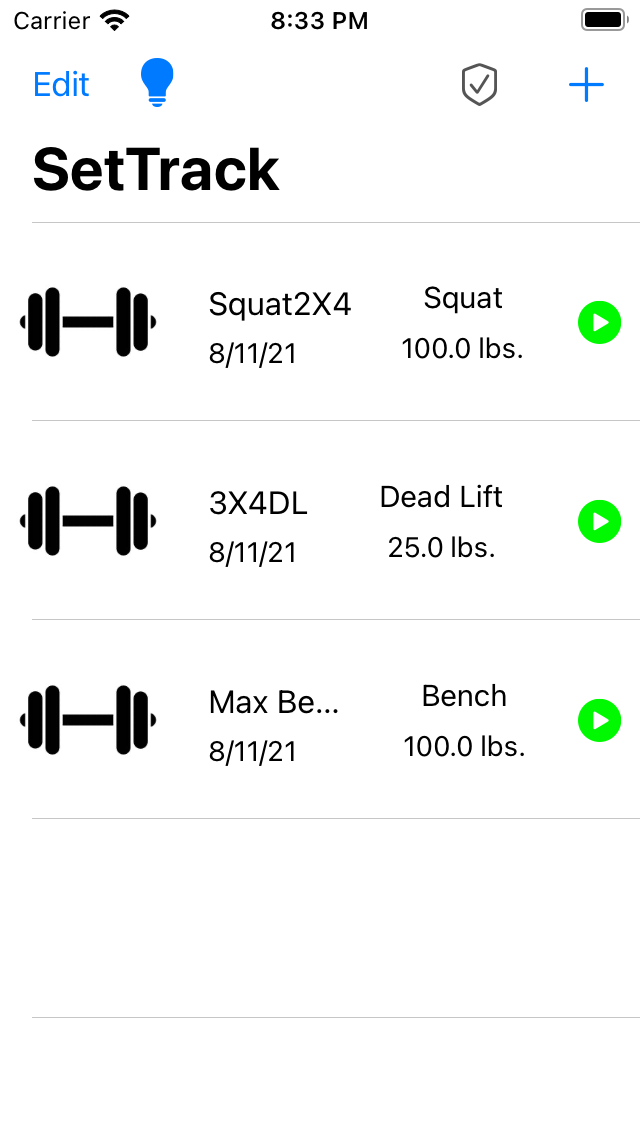 Carrier 8:33 PM
Edit
SetTrack
Squat2X4 Squat
8/11/21 100.0 lbs.
3X4DL Dead Lift
8/11/21 25.0 lbs.
Max Be... Bench
8/11/21 100.0 lbs.